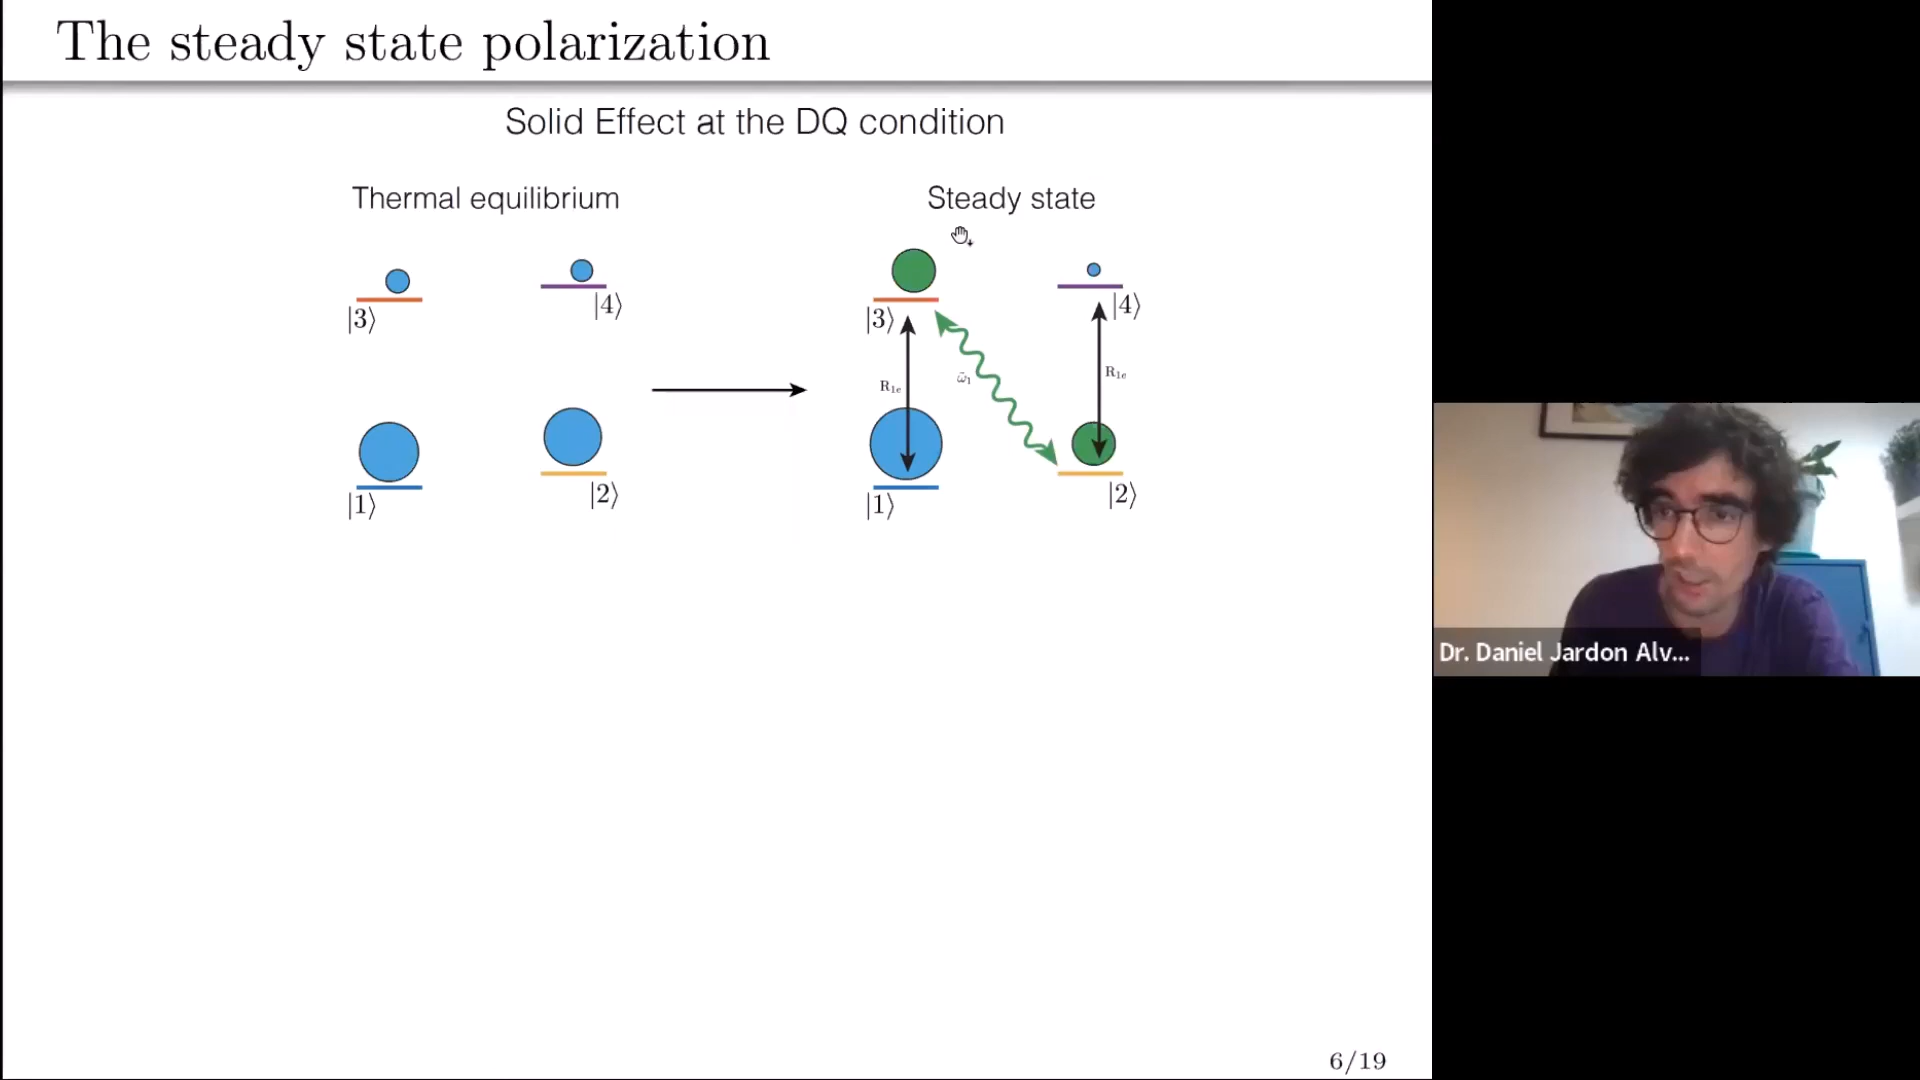 The steady state polarization
Solid Effect at the DQ condition
Thermal equilibrium
Steady state
|3⟩
|4⟩
|1⟩
|2⟩
|3⟩
|4⟩
R₁ₑ
ω̃₁
R₁ₑ
|1⟩
|2⟩
Dr. Daniel Jardon Alv...
6/19